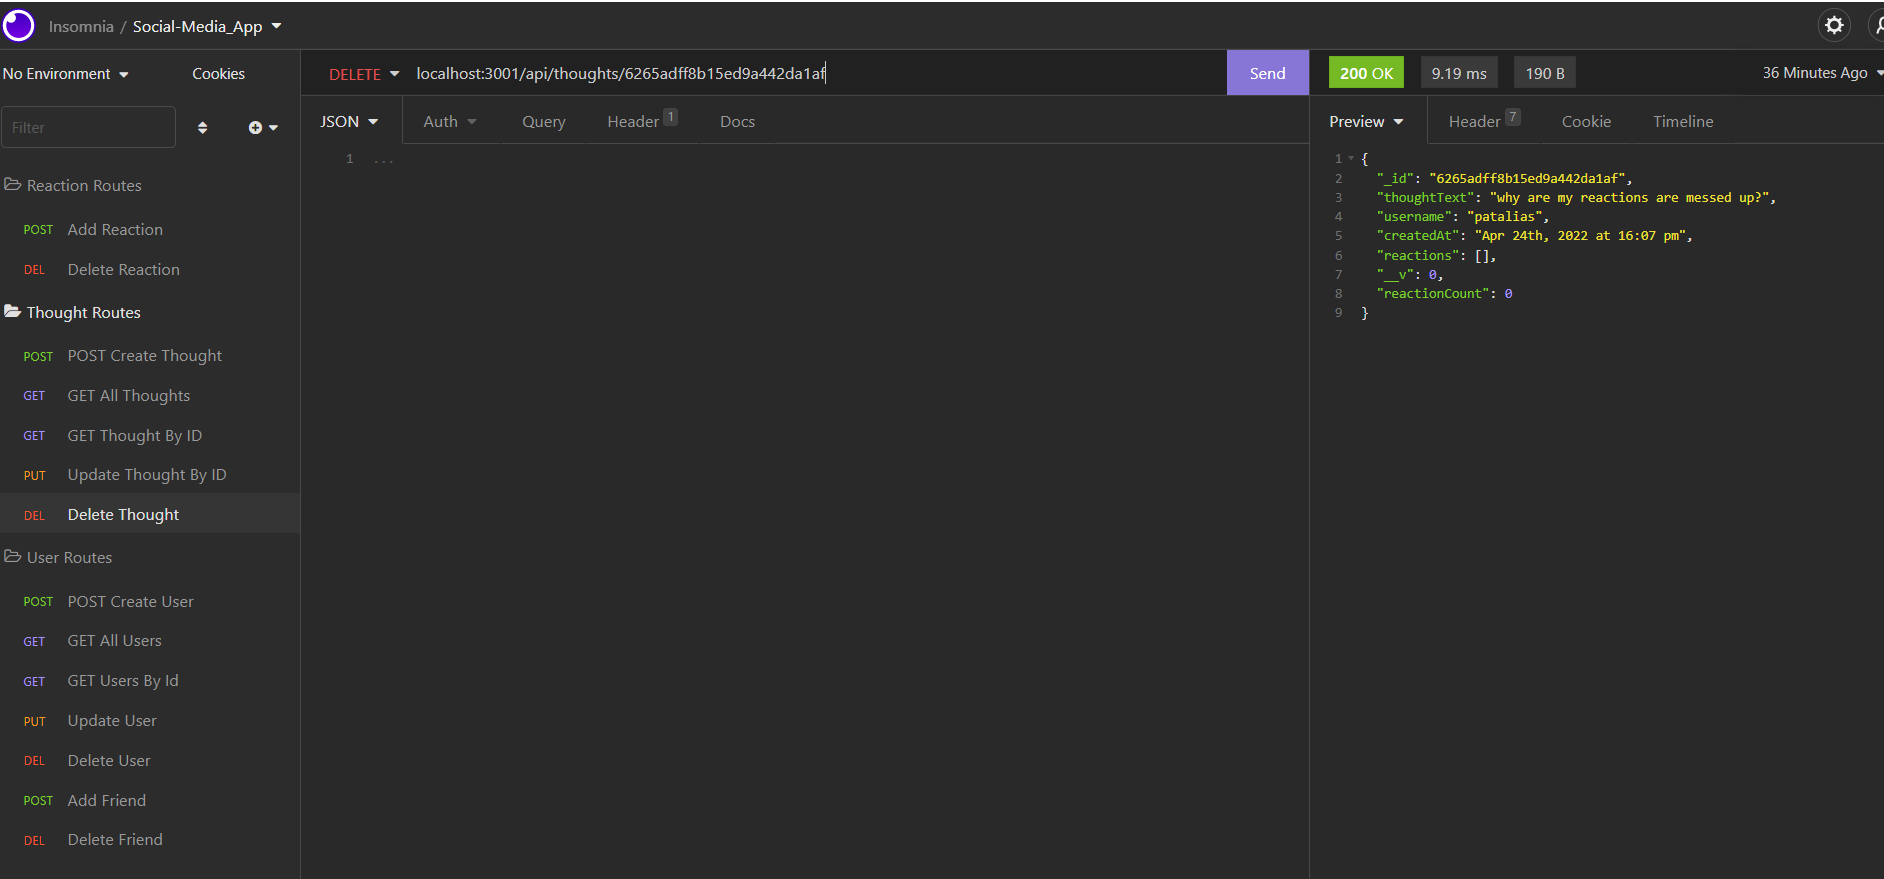 Insomnia / Social-Media_App
No Environment
Cookies
Filter
Reaction Routes
POST Add Reaction
DEL Delete Reaction
Thought Routes
POST POST Create Thought
GET GET All Thoughts
GET GET Thought By ID
PUT Update Thought By ID
DEL Delete Thought
User Routes
POST POST Create User
GET GET All Users
GET GET Users By Id
PUT Update User
DEL Delete User
POST Add Friend
DEL Delete Friend
DELETE localhost:3001/api/thoughts/6265adff8b15ed9a442da1af Send
JSON Auth Query Header 1 Docs
1 ...
200 OK 9.19 ms 190 B 36 Minutes Ago
Preview Header 7 Cookie Timeline
1 {
2 "_id": "6265adff8b15ed9a442da1af",
3 "thoughtText": "why are my reactions are messed up?",
4 "username": "patalias",
5 "createdAt": "Apr 24th, 2022 at 16:07 pm",
6 "reactions": [],
7 "__v": 0,
8 "reactionCount": 0
9 }